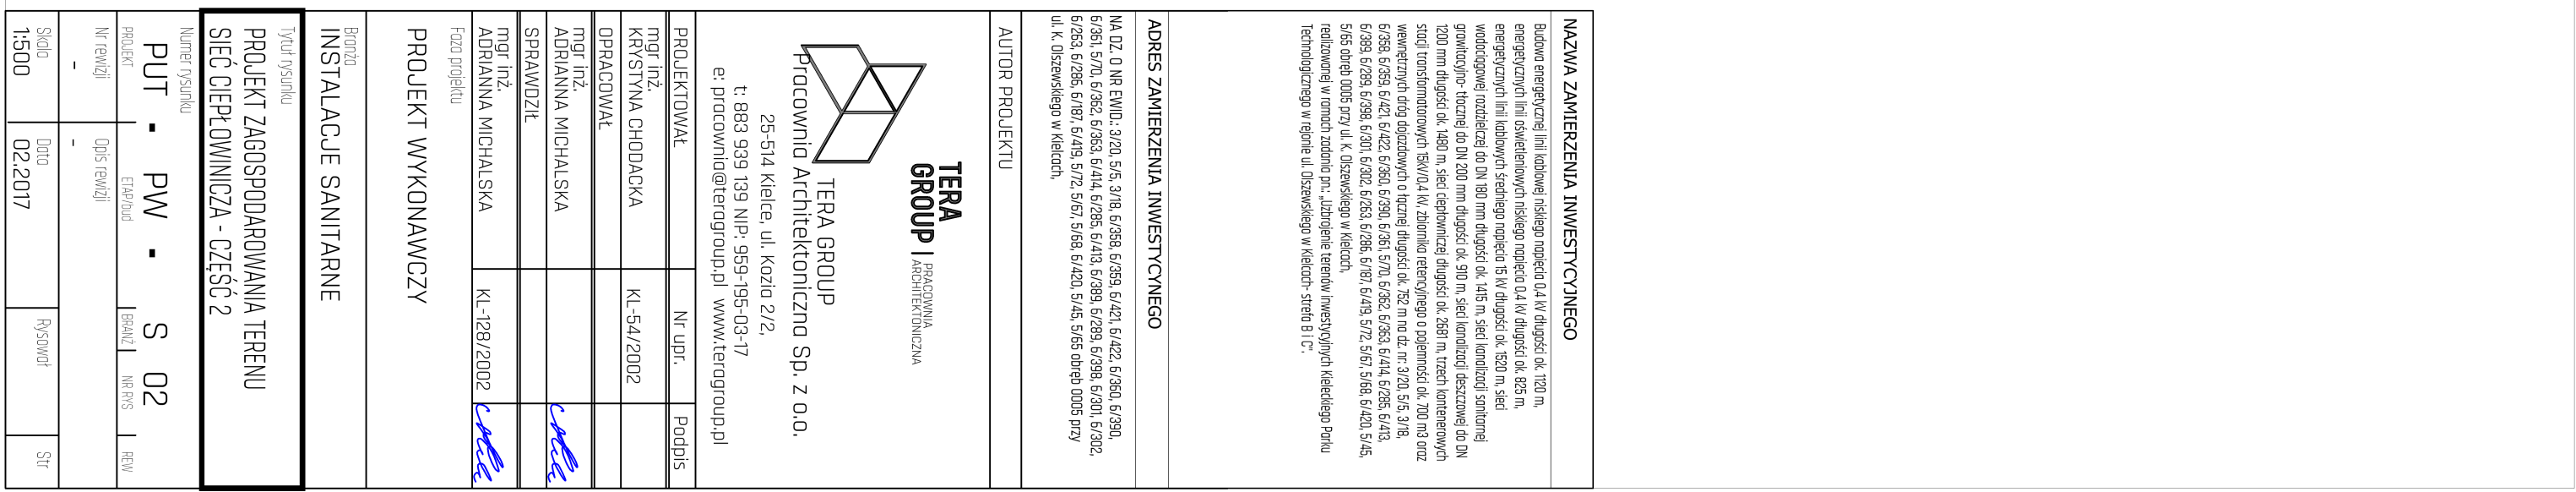 NAZWA ZAMIERZENIA INWESTYCYJNEGO
Budowa energetycznej linii kablowej niskiego napięcia 0,4 kV długości ok. 1120 m,
energetycznych linii oświetleniowych niskiego napięcia 0,4 kV długości ok. 825 m,
energetycznych linii kablowych średniego napięcia 15 kV długości ok. 1520 m, sieci
wodociągowej rozdzielczej do DN 180 mm długości ok. 1415 m, sieci kanalizacji sanitarnej
grawitacyjno- tłocznej do DN 200 mm długości ok. 910 m, sieci kanalizacji deszczowej do DN
1200 mm długości ok. 1480 m, sieci ciepłowniczej długości ok. 2681 m, trzech kontenerowych
stacji transformatorowych 15kV/0,4 kV, zbiornika retencyjnego o pojemności ok. 700 m3 oraz
wewnętrznych dróg dojazdowych o łącznej długości ok. 752 m na dz. nr: 3/20, 5/5, 3/18,
6/358, 6/359, 6/421, 6/422, 6/360, 6/390, 6/361, 5/70, 6/362, 6/363, 6/414, 6/285, 6/413,
6/389, 6/289, 6/398, 6/301, 6/302, 6/263, 6/286, 6/187, 6/419, 5/72, 5/67, 5/68, 6/420, 5/45,
5/65 obręb 0005 przy ul. K. Olszewskiego w Kielcach,
realizowanej w ramach zadania pn.: „Uzbrojenie terenów inwestycyjnych Kieleckiego Parku
Technologicznego w rejonie ul. Olszewskiego w Kielcach- strefa B i C".
ADRES ZAMIERZENIA INWESTYCYNEGO
NA DZ. O NR EWID.: 3/20, 5/5, 3/18, 6/358, 6/359, 6/421, 6/422, 6/360, 6/390,
6/361, 5/70, 6/362, 6/363, 6/414, 6/285, 6/413, 6/389, 6/289, 6/398, 6/301, 6/302,
6/263, 6/286, 6/187, 6/419, 5/72, 5/67, 5/68, 6/420, 5/45, 5/65 obręb 0005 przy
ul. K. Olszewskiego w Kielcach,
AUTOR PROJEKTU
TERA
GROUP |
PRACOWNIA
ARCHITEKTONICZNA
TERA GROUP
Pracownia Architektoniczna Sp. z o.o.
25-514 Kielce, ul. Kozia 2/2,
t: 883 939 139 NIP: 959-195-03-17
e: pracownia@teragroup.pl www.teragroup.pl
PROJEKTOWAŁ Nr upr. Podpis
mgr inż.
KRYSTYNA CHODACKA KL-54/2002
OPRACOWAŁ
mgr inż.
ADRIANNA MICHALSKA
SPRAWDZIŁ
mgr inż.
ADRIANNA MICHALSKA KL-128/2002
Faza projektu
PROJEKT WYKONAWCZY
Branża
INSTALACJE SANITARNE
Tytuł rysunku
PROJEKT ZAGOSPODAROWANIA TERENU
SIEĆ CIEPŁOWINICZA - CZĘŚĆ 2
Numer rysunku
PUT - PW - S 02
PROJEKT ETAP/bud BRANŻ NR RYS REW
Nr rewizji Opis rewizji
- -
Skala Data Rysował Str
1:500 02.2017